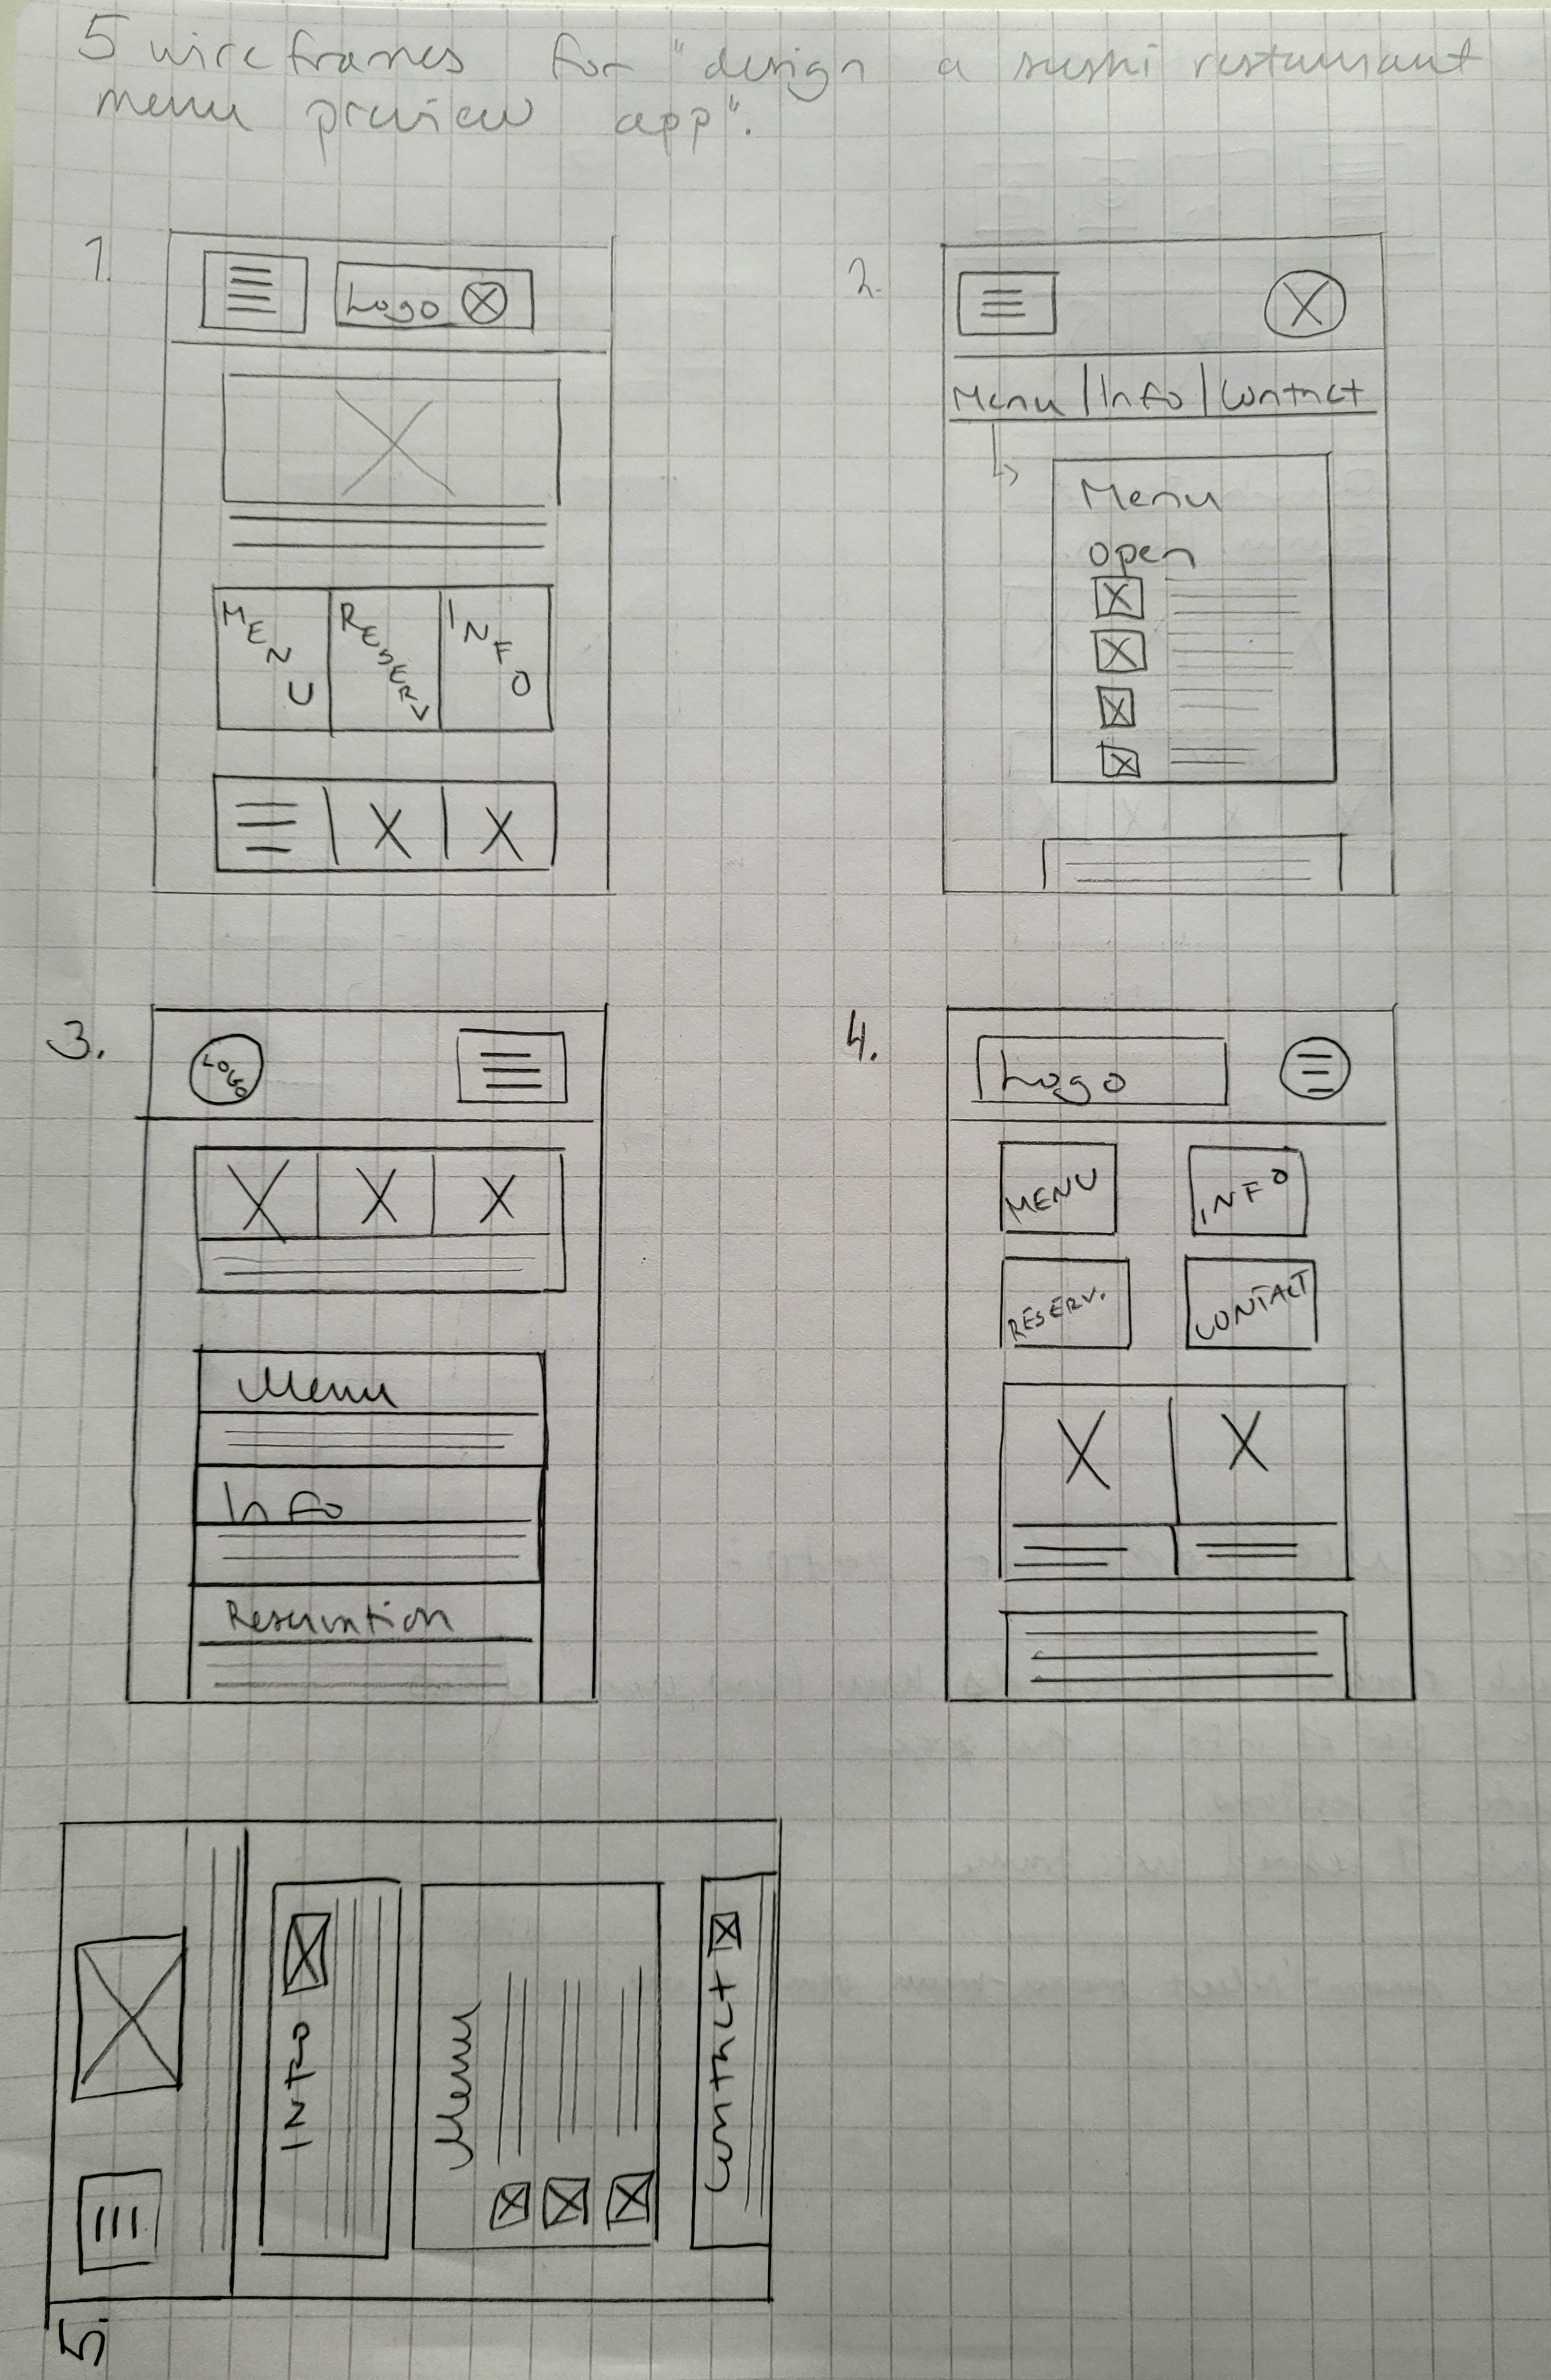 5 wireframes for "design a sushi restaurant
menu preview app".
1.
Logo
MENU
RESERV
INFO
2.
Menu | Info | Contact
Menu
open
3.
LOGO
Menu
Info
Reservation
4.
Logo
MENU
INFO
RESERV.
CONTACT
5.
INTRO
Menu
Contact